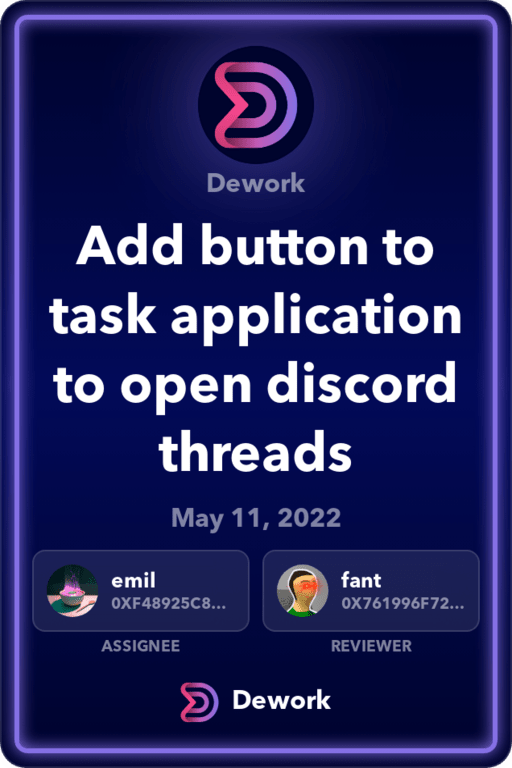 Dework
Add button to
task application
to open discord
threads
May 11, 2022
emil
0XF48925C8...
fant
0X761996F72...
ASSIGNEE
REVIEWER
Dework